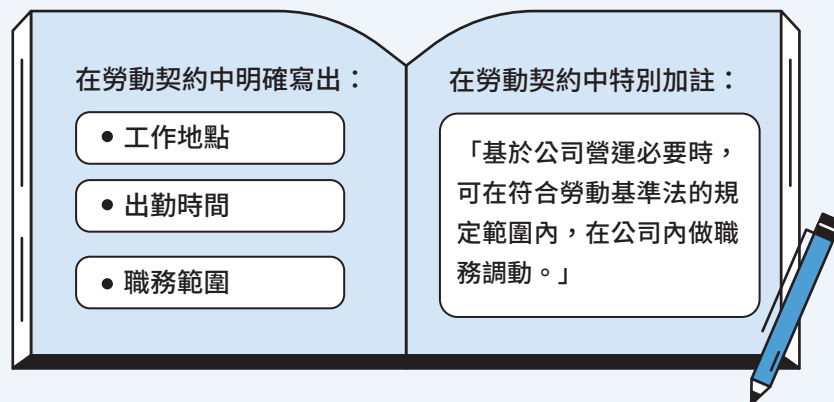 在勞動契約中明確寫出：
• 工作地點
• 出勤時間
• 職務範圍
在勞動契約中特別加註：
「基於公司營運必要時，
可在符合勞動基準法的規
定範圍內，在公司內做職
務調動。」